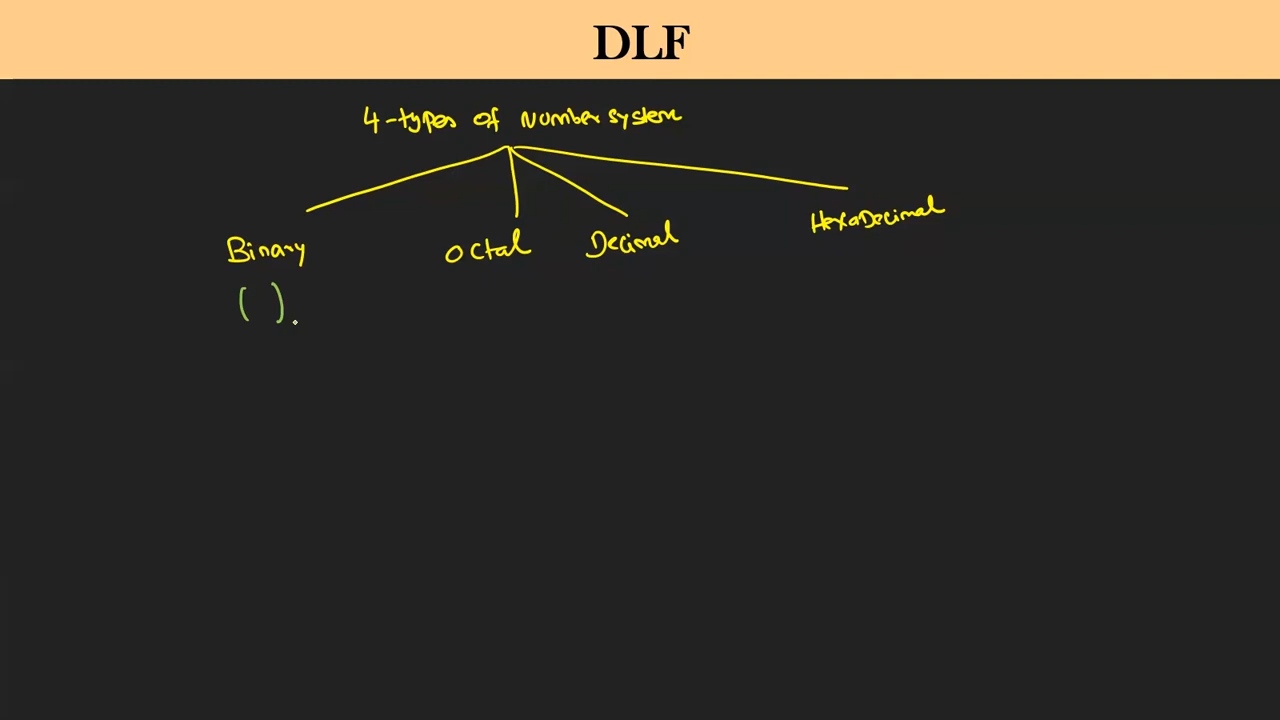 DLF
4-types of Number system
Binary Octal Decimal HexaDecimal
( )